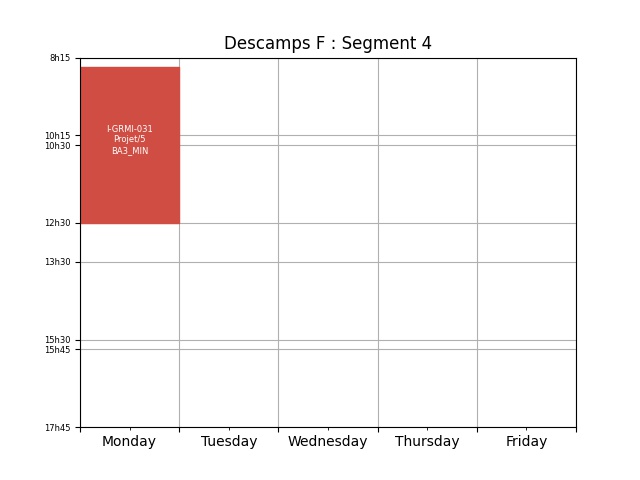 Descamps F : Segment 4
8h15
I-GRMI-031
Projet/5
BA3_MIN
10h15
10h30
12h30
13h30
15h30
15h45
17h45
Monday Tuesday Wednesday Thursday Friday